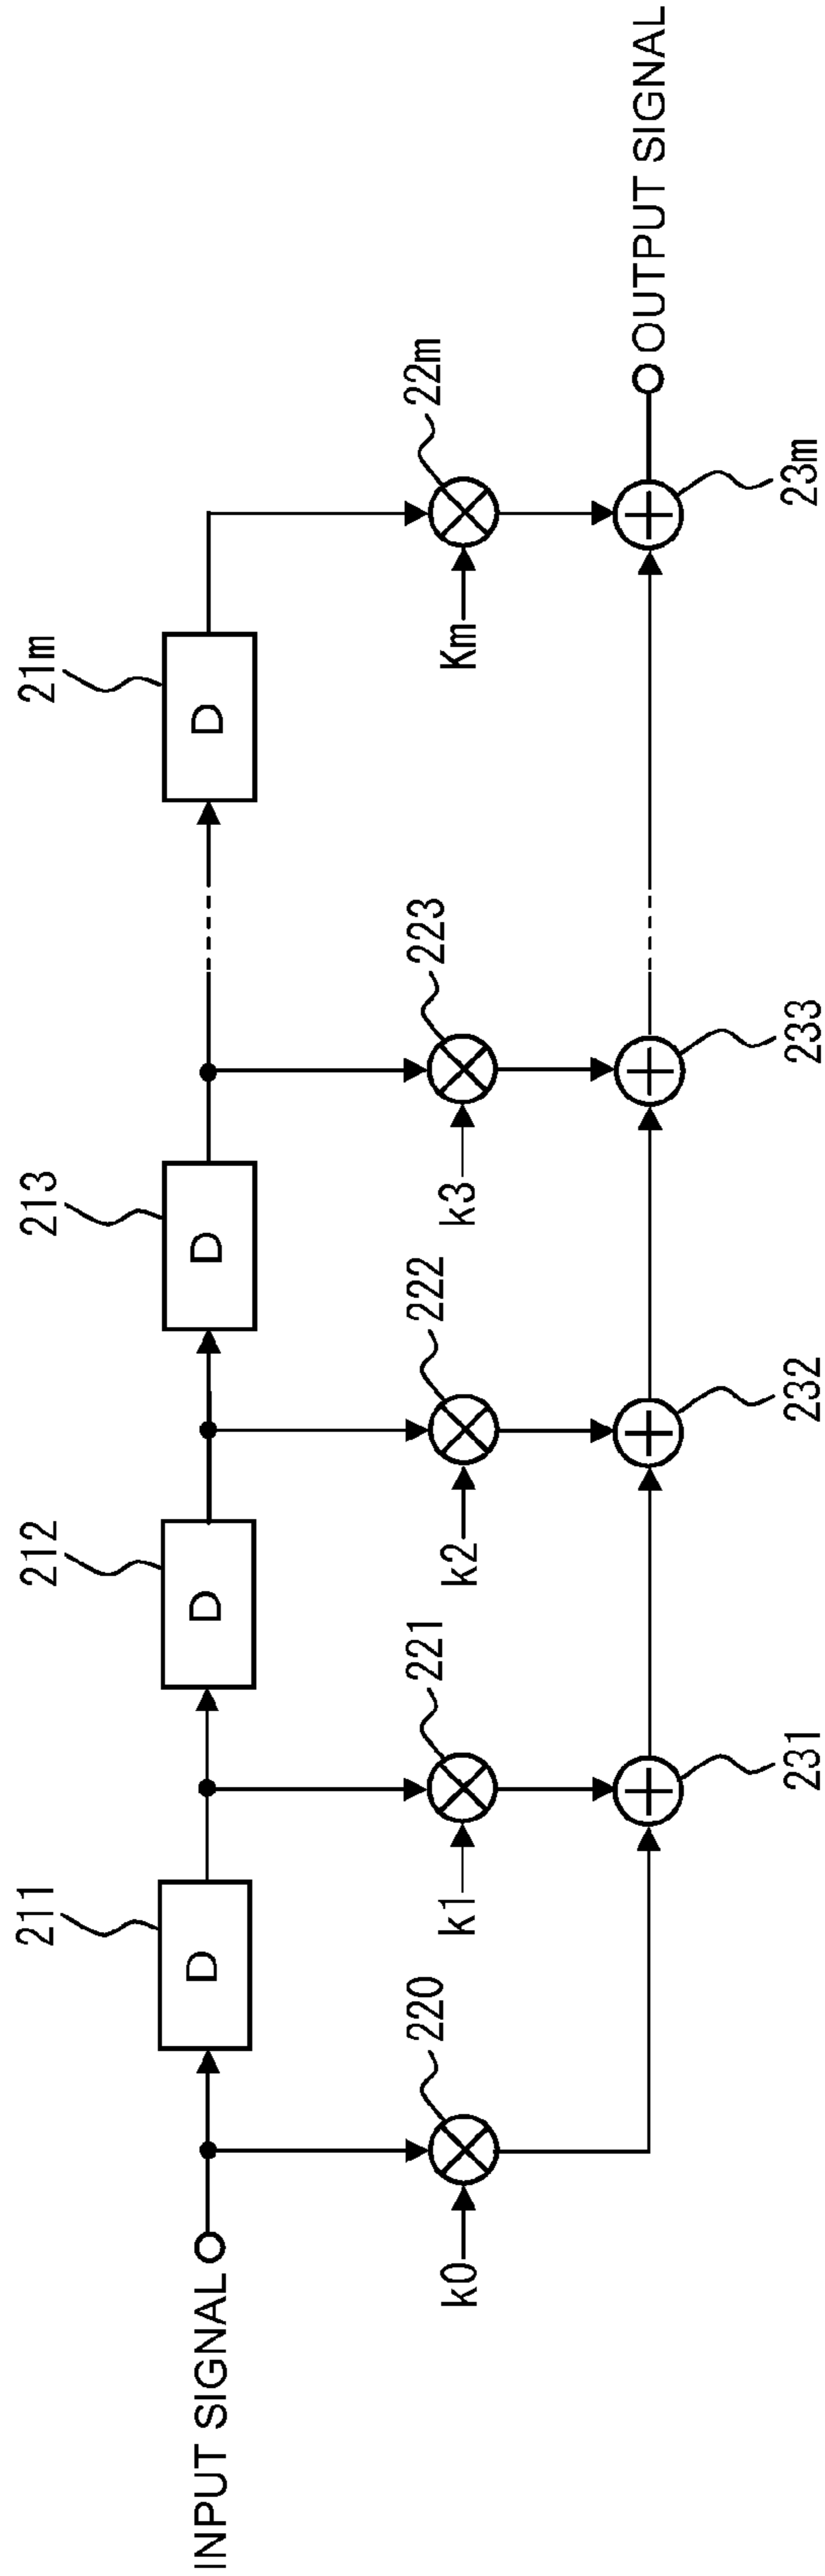 211
212
213
21m
D
D
D
D
INPUT SIGNAL
220
221
222
223
22m
k0
k1
k2
k3
Km
OUTPUT SIGNAL
231
232
233
23m